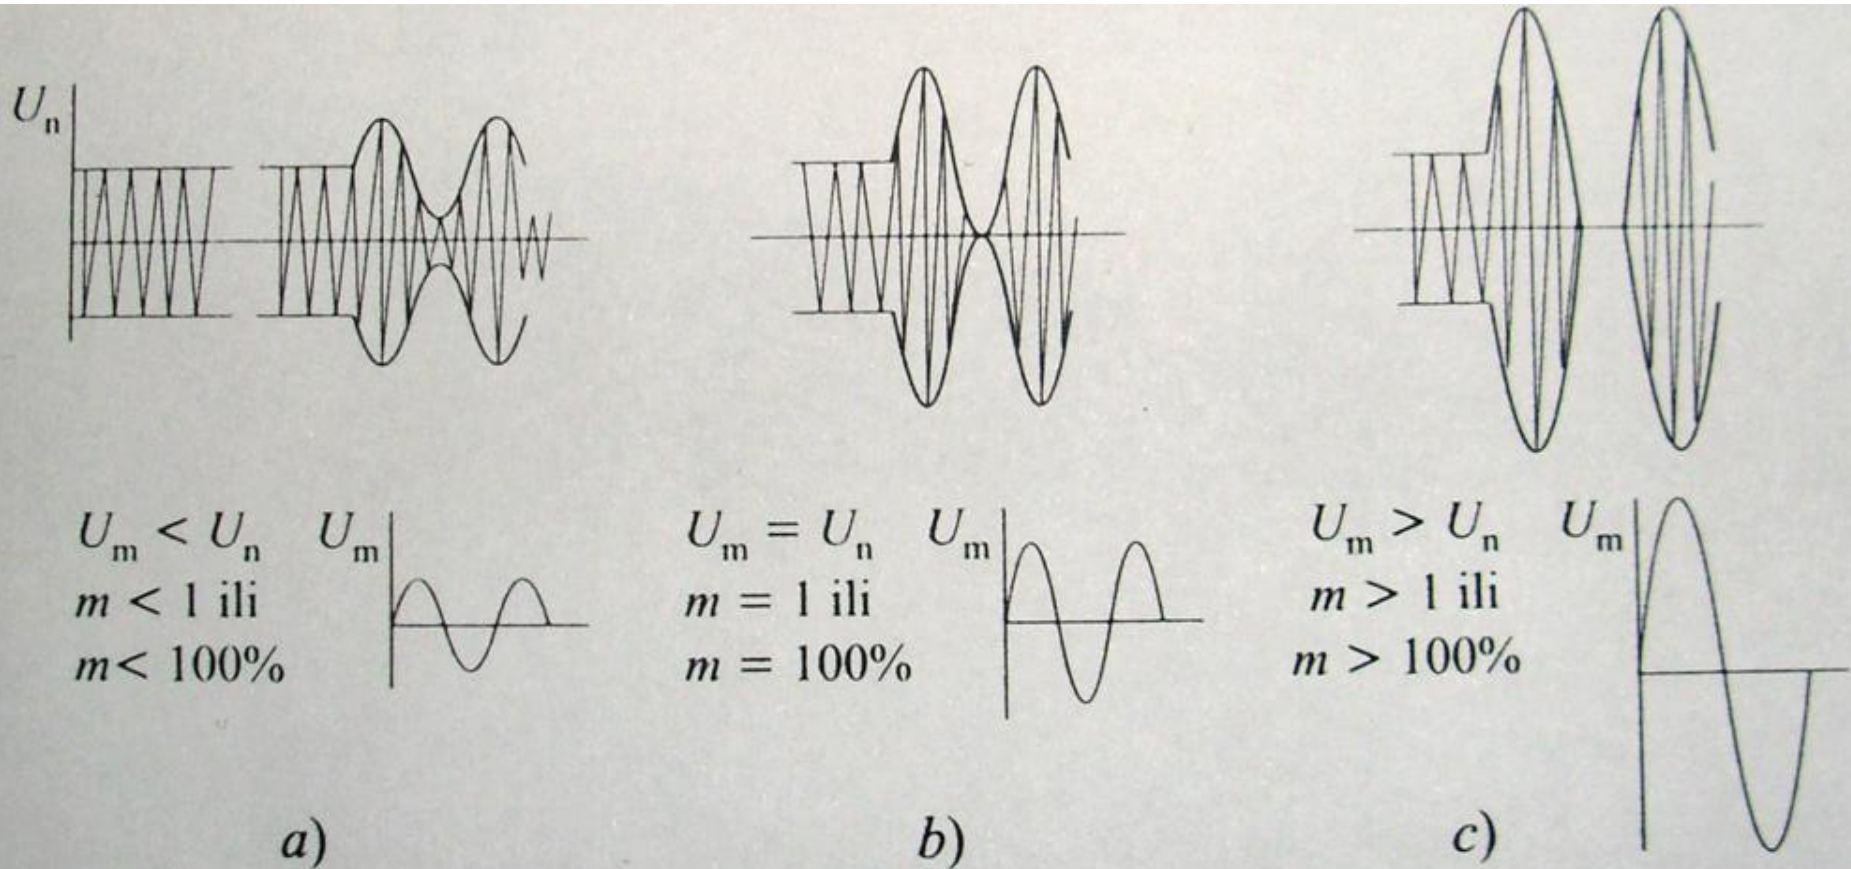 Un
Um < Un
m < 1 ili
m< 100%
Um
a)
Um = Un
m = 1 ili
m = 100%
Um
b)
Um > Un
m > 1 ili
m > 100%
Um
c)